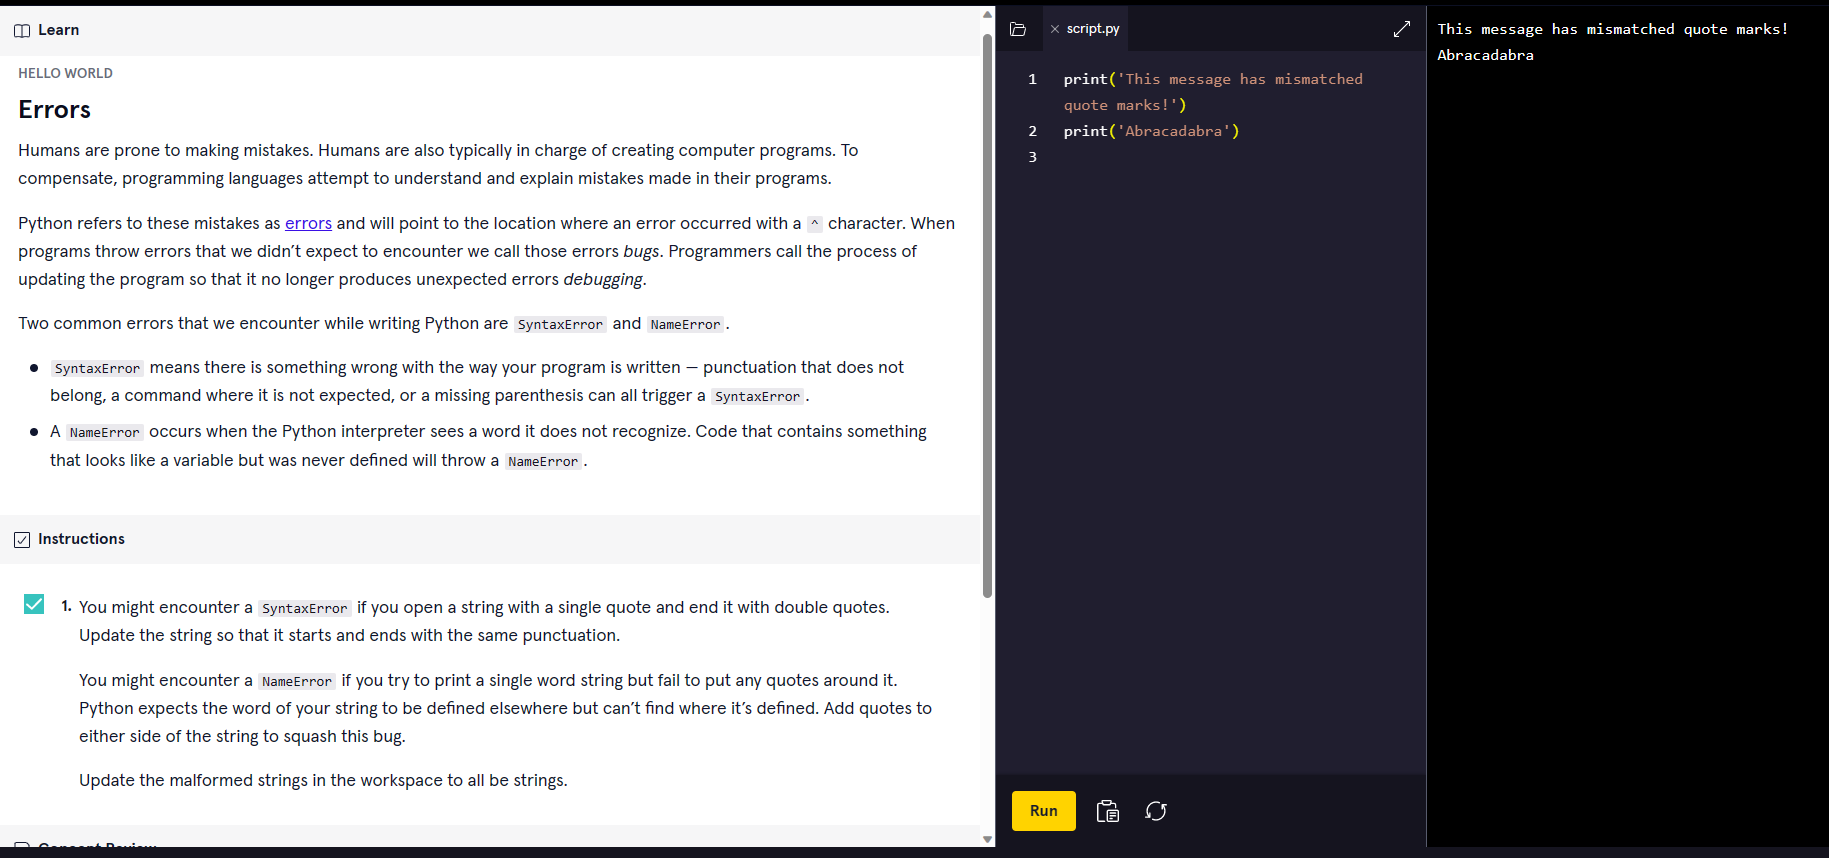 Learn
HELLO WORLD
Errors
Humans are prone to making mistakes. Humans are also typically in charge of creating computer programs. To
compensate, programming languages attempt to understand and explain mistakes made in their programs.
Python refers to these mistakes as errors and will point to the location where an error occurred with a ^ character. When
programs throw errors that we didn’t expect to encounter we call those errors bugs. Programmers call the process of
updating the program so that it no longer produces unexpected errors debugging.
Two common errors that we encounter while writing Python are SyntaxError and NameError.
● SyntaxError means there is something wrong with the way your program is written — punctuation that does not
belong, a command where it is not expected, or a missing parenthesis can all trigger a SyntaxError.
● A NameError occurs when the Python interpreter sees a word it does not recognize. Code that contains something
that looks like a variable but was never defined will throw a NameError.
Instructions
1. You might encounter a SyntaxError if you open a string with a single quote and end it with double quotes.
Update the string so that it starts and ends with the same punctuation.
You might encounter a NameError if you try to print a single word string but fail to put any quotes around it.
Python expects the word of your string to be defined elsewhere but can’t find where it’s defined. Add quotes to
either side of the string to squash this bug.
Update the malformed strings in the workspace to all be strings.
Concept Review
script.py
1 print('This message has mismatched
quote marks!')
2 print('Abracadabra')
3
Run
This message has mismatched quote marks!
Abracadabra